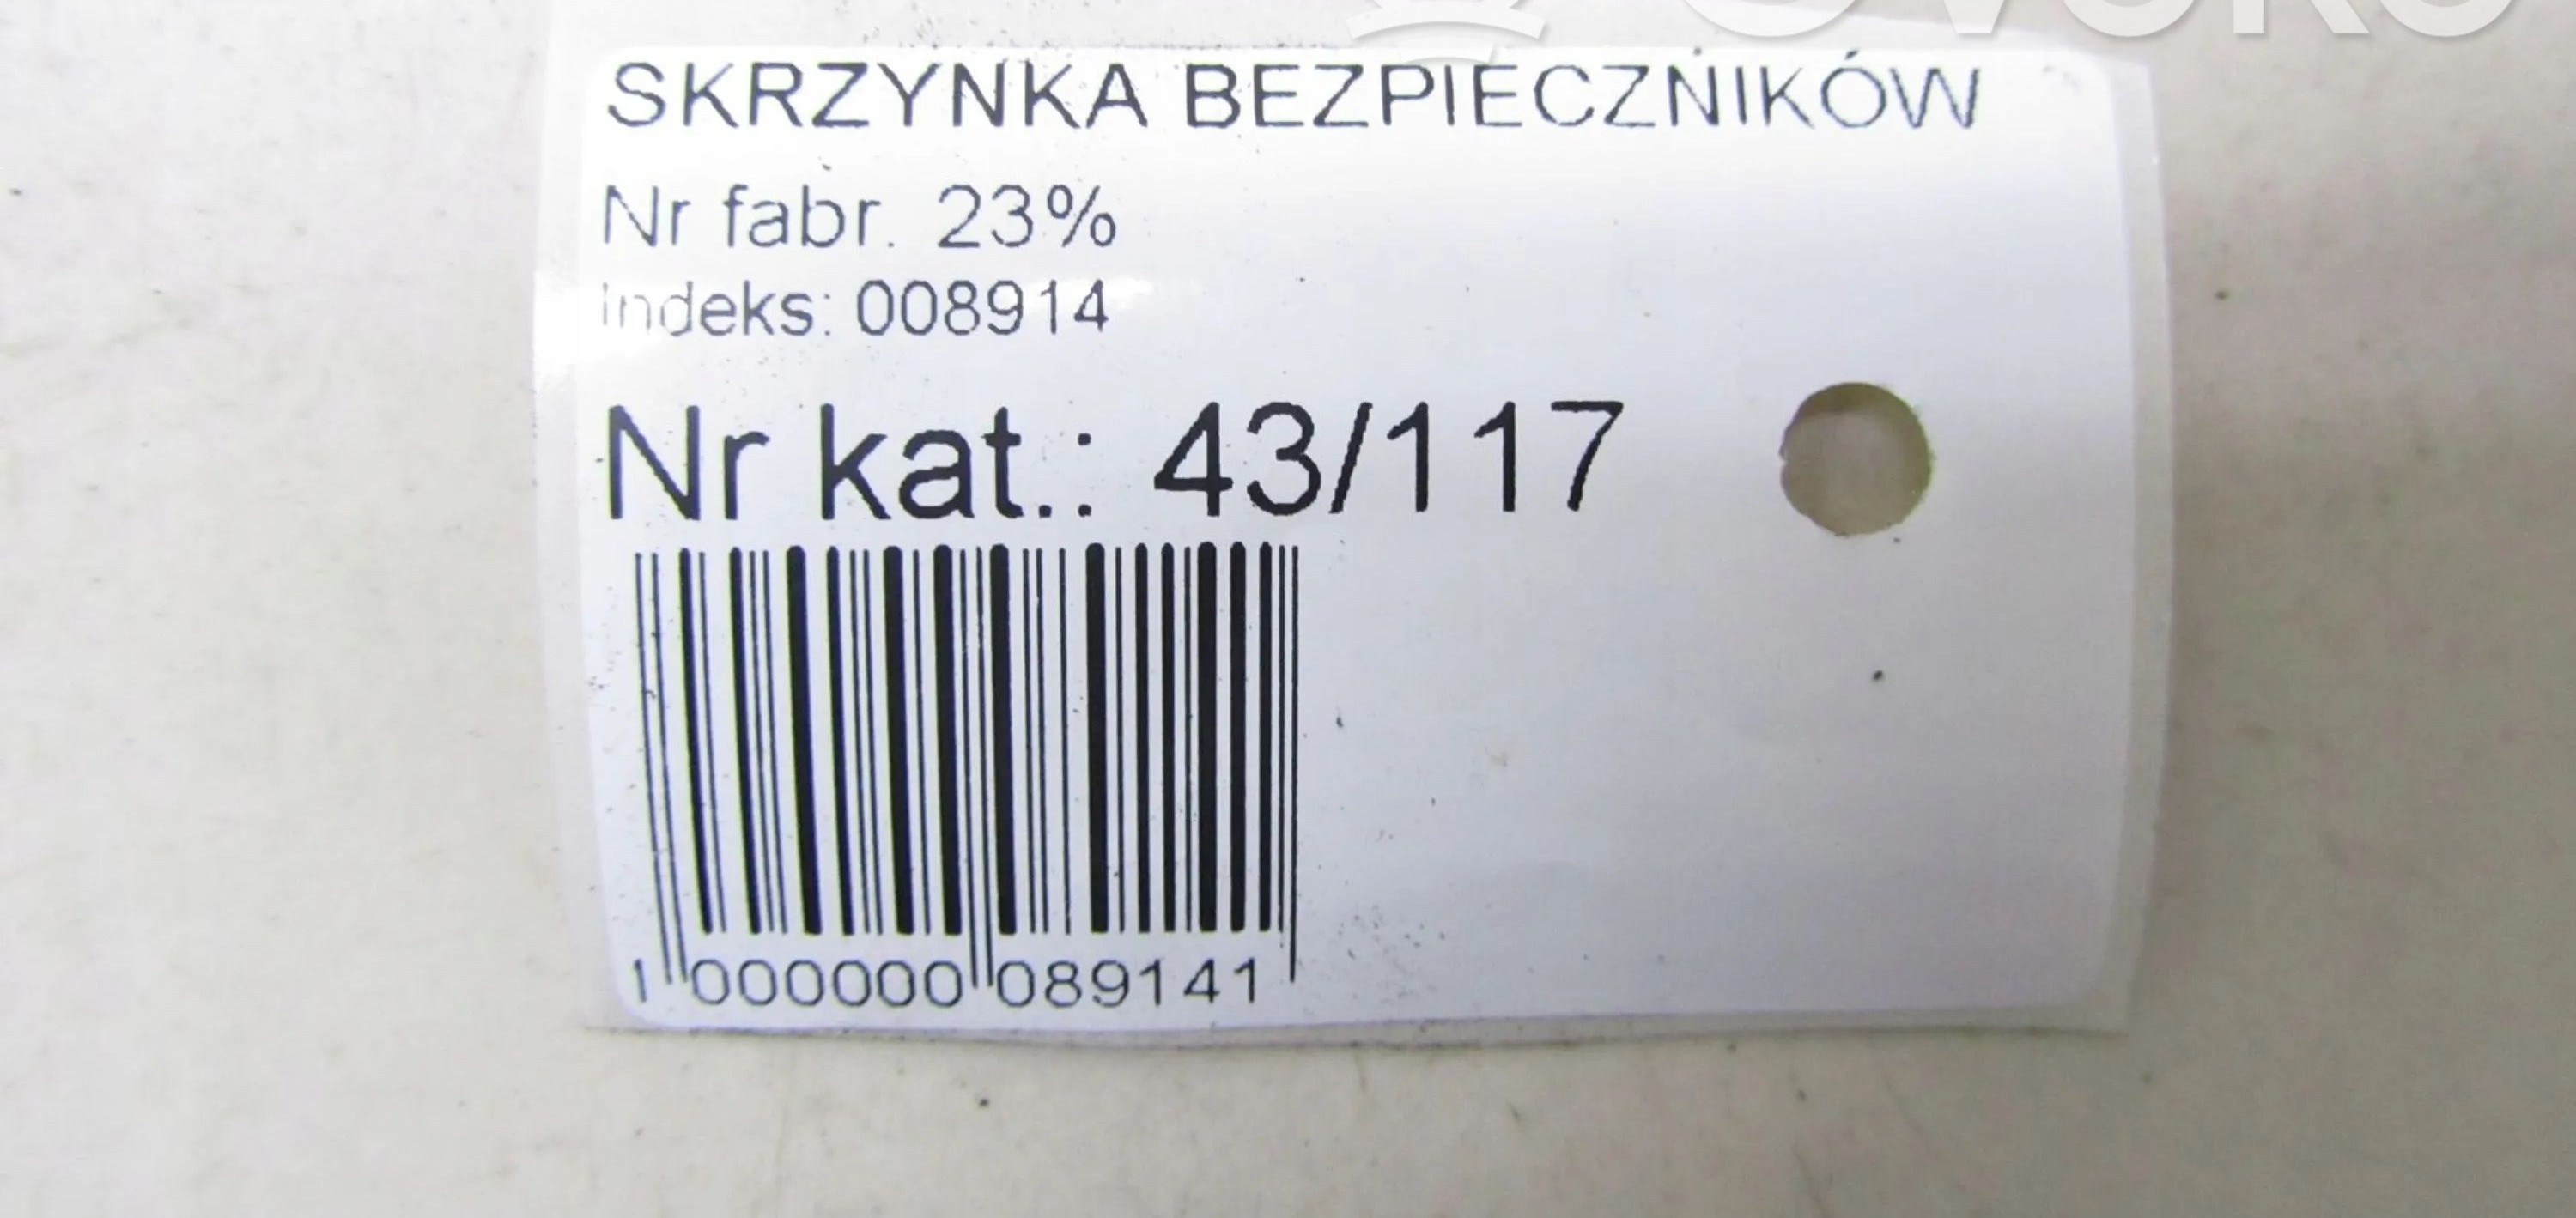 SKRZYNKA BEZPIECZNIKÓW
Nr fabr. 23%
Indeks: 008914
Nr kat.: 43/117
1 000000 089141